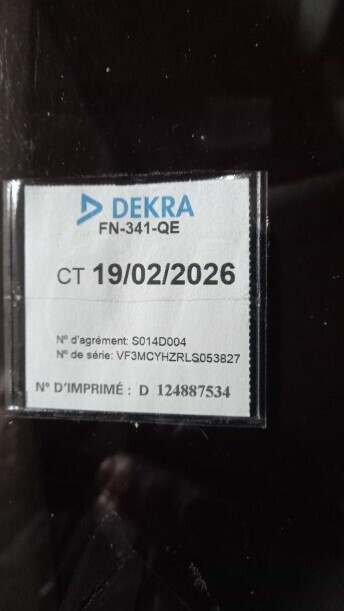 DEKRA
FN-341-QE
CT 19/02/2026
N° d'agrément: S014D004
N° de série: VF3MCYHZRLS053827
N° D'IMPRIMÉ : D 124887534